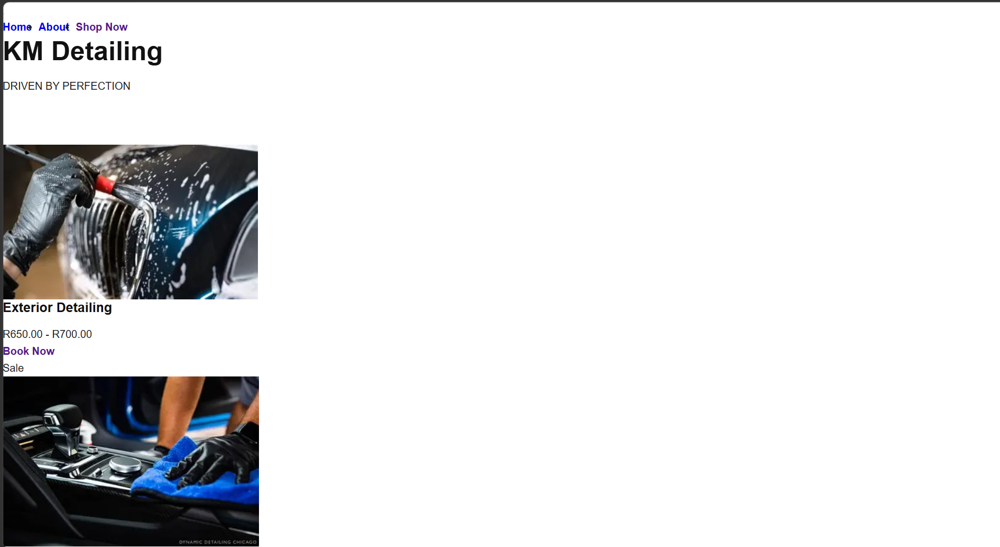 Home About Shop Now
KM Detailing
DRIVEN BY PERFECTION
Exterior Detailing
R650.00 - R700.00
Book Now
Sale
DYNAMIC DETAILING CHICAGO